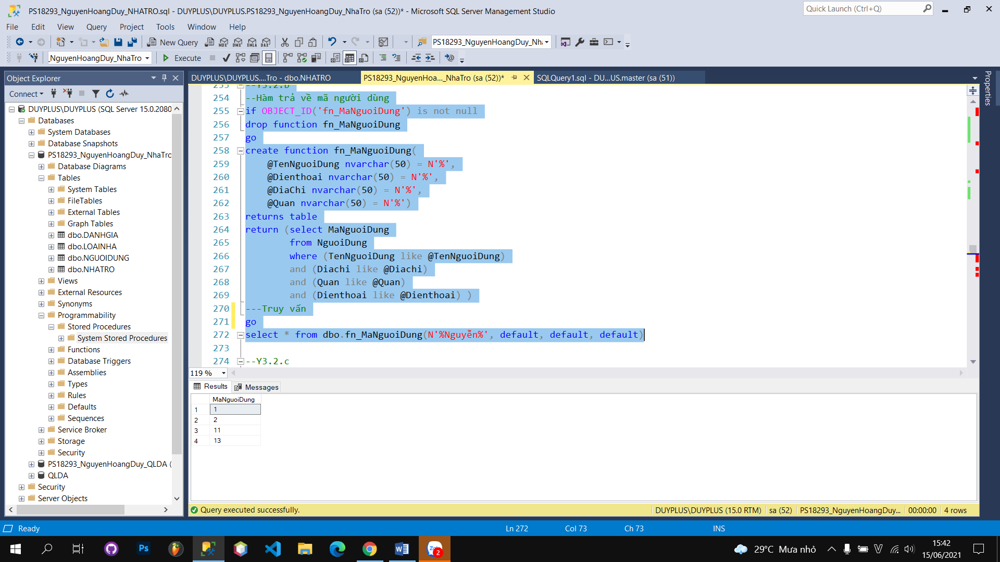 PS18293_NguyenHoangDuy_NHATRO.sql - DUYPLUS\DUYPLUS.PS18293_NguyenHoangDuy_NhaTro (sa (52))* - Microsoft SQL Server Management Studio
Quick Launch (Ctrl+Q)
File Edit View Query Project Tools Window Help
New Query
PS18293_NguyenHoangDuy_Nh
_NguyenHoangDuy_NhaTro
Execute
Object Explorer
Connect
DUYPLUS\DUYPLUS (SQL Server 15.0.2080
Databases
System Databases
Database Snapshots
PS18293_NguyenHoangDuy_NhaTro
Database Diagrams
Tables
System Tables
FileTables
External Tables
Graph Tables
dbo.DANHGIA
dbo.LOAINHA
dbo.NGUOIDUNG
dbo.NHATRO
Views
External Resources
Synonyms
Programmability
Stored Procedures
System Stored Procedures
Functions
Database Triggers
Assemblies
Types
Rules
Defaults
Sequences
Service Broker
Storage
Security
PS18293_NguyenHoangDuy_QLDA (
QLDA
Security
Server Objects
DUYPLUS\DUYPLUS....Tro - dbo.NHATRO
PS18293_NguyenHoa..._NhaTro (sa (52))*
SQLQuery1.sql - DU...US.master (sa (51))
Properties
253 --Y3.2.b
254 --Hàm trả về mã người dùng
255 if OBJECT_ID('fn_MaNguoiDung') is not null
256 drop function fn_MaNguoiDung
257 go
258 create function fn_MaNguoiDung(
259 @TenNguoiDung nvarchar(50) = N'%',
260 @Dienthoai nvarchar(50) = N'%',
261 @DiaChi nvarchar(50) = N'%',
262 @Quan nvarchar(50) = N'%')
263 returns table
264 return (select MaNguoiDung
265 from NguoiDung
266 where (TenNguoiDung like @TenNguoiDung)
267 and (Diachi like @Diachi)
268 and (Quan like @Quan)
269 and (Dienthoai like @Dienthoai) )
270 ---Truy vấn
271 go
272 select * from dbo.fn_MaNguoiDung(N'%Nguyễn%', default, default, default)
273
274 --Y3.2.c
119 %
Results Messages
MaNguoiDung
1 1
2 2
3 11
4 13
Query executed successfully.
DUYPLUS\DUYPLUS (15.0 RTM) sa (52) PS18293_NguyenHoangDuy... 00:00:00 4 rows
Ready
Ln 272 Col 73 Ch 73 INS
Ps
Zalo
2
29°C Mưa nhỏ
V
15:42
15/06/2021